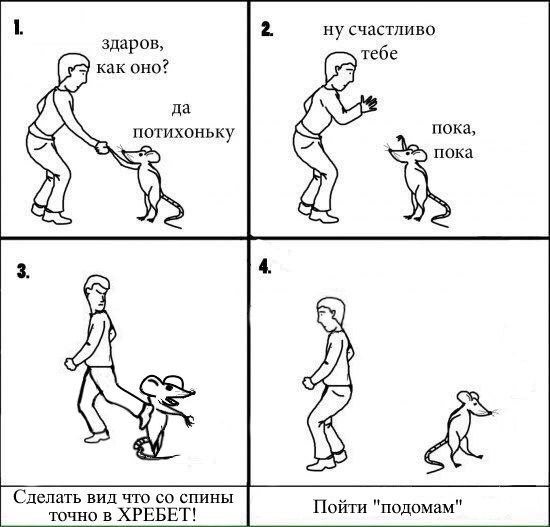 1.
здаров,
как оно?
да
потихоньку
2.
ну счастливо
тебе
пока,
пока
3.
Сделать вид что со спины
точно в ХРЕБЕТ!
4.
Пойти "подомам"